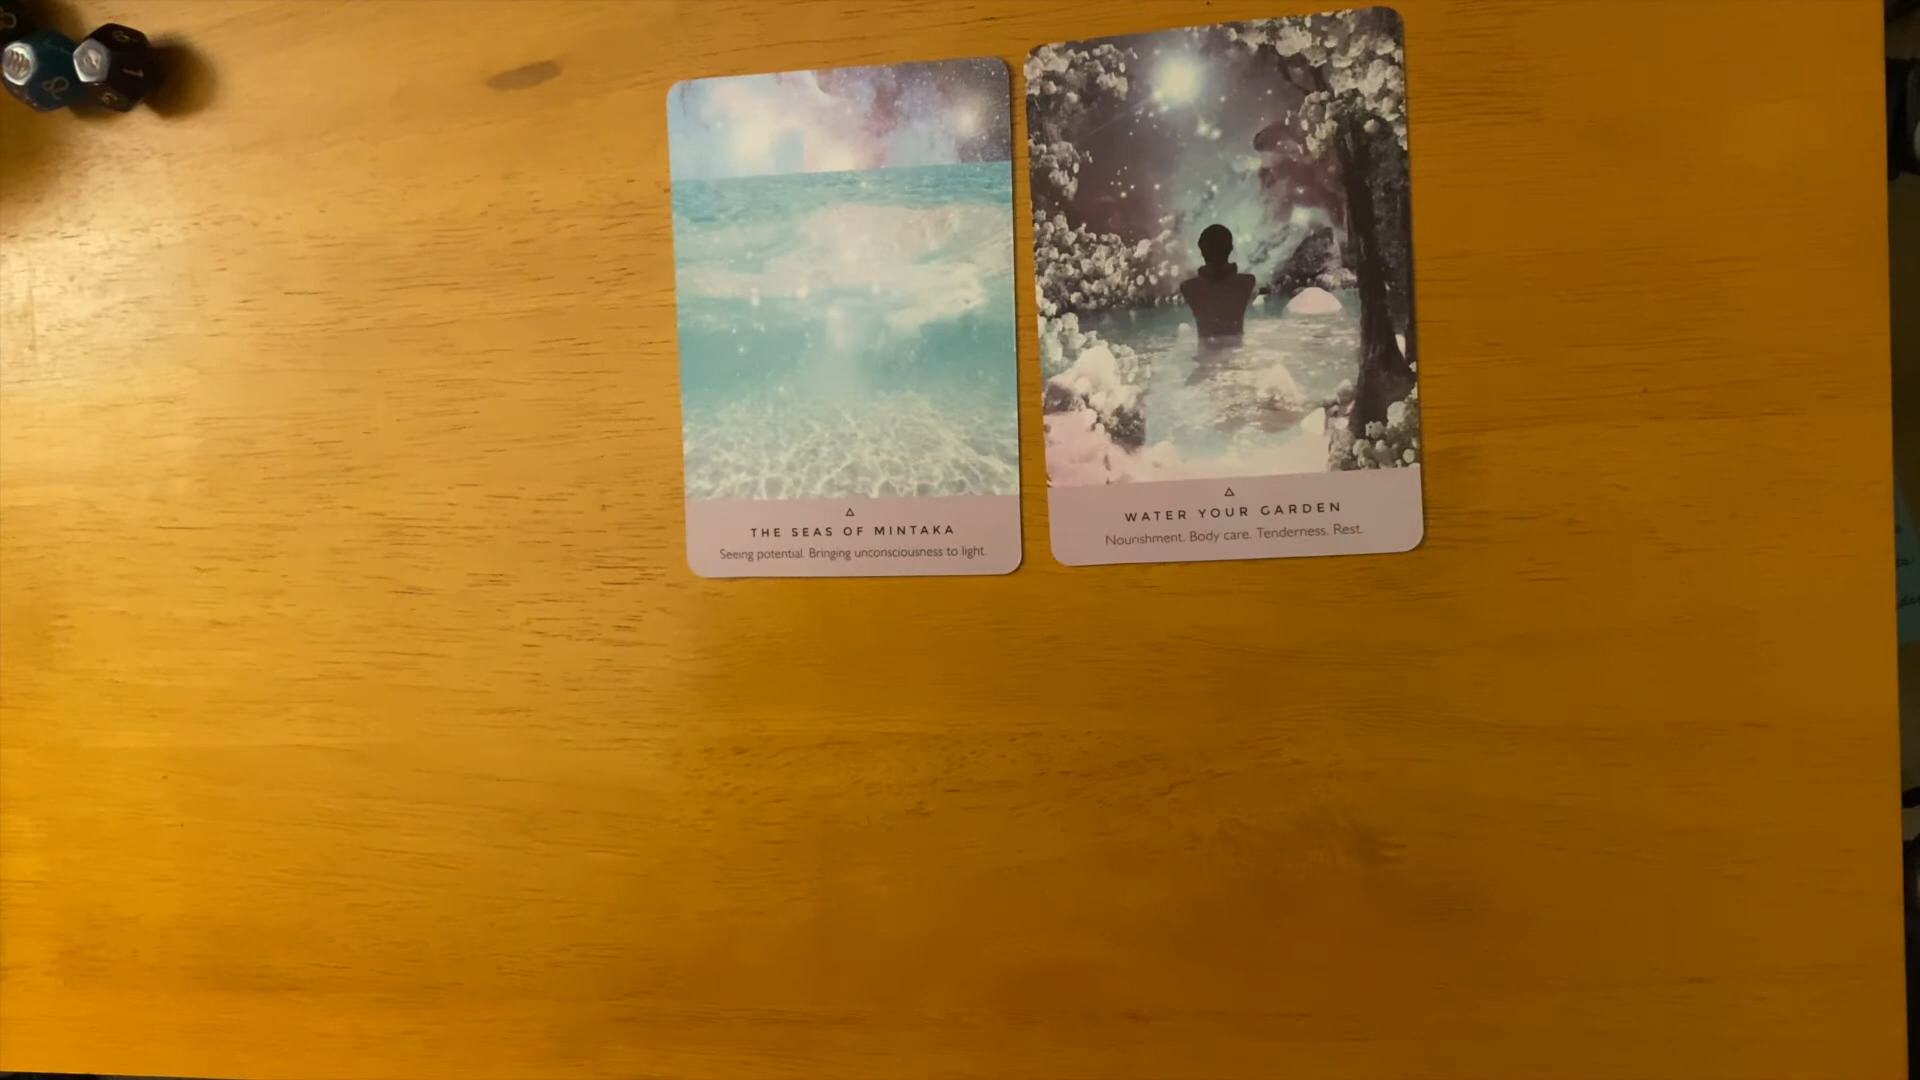 THE SEAS OF MINTAKA
Seeing potential. Bringing unconsciousness to light.
WATER YOUR GARDEN
Nourishment. Body care. Tenderness. Rest.